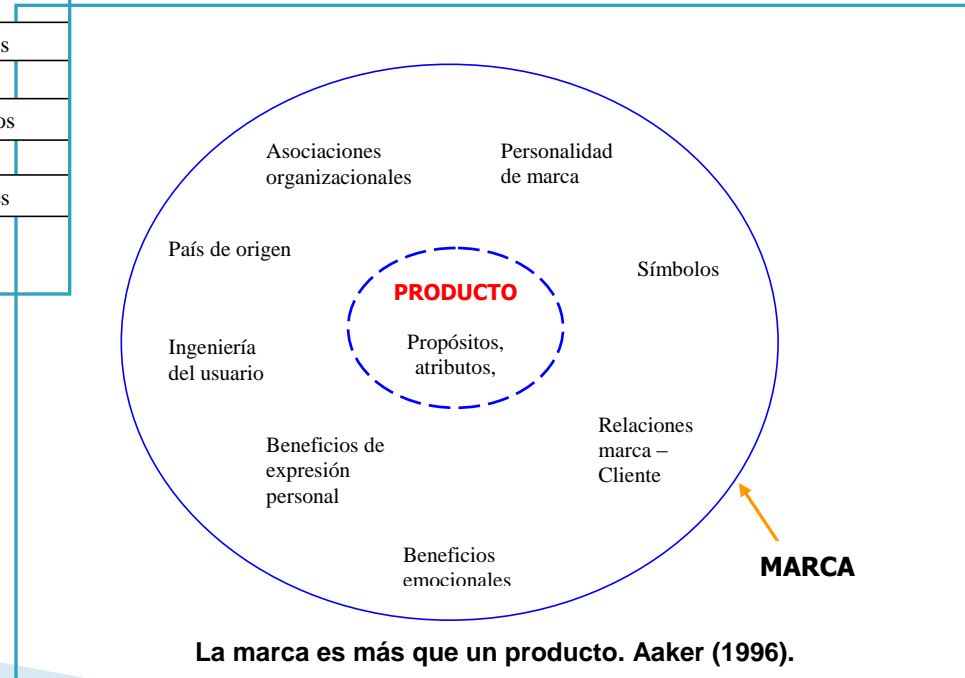 Asociaciones
organizacionales
Personalidad
de marca
País de origen
Símbolos
PRODUCTO
Propósitos,
atributos,
Ingeniería
del usuario
Relaciones
marca –
Cliente
Beneficios de
expresión
personal
Beneficios
emocionales
MARCA
La marca es más que un producto. Aaker (1996).